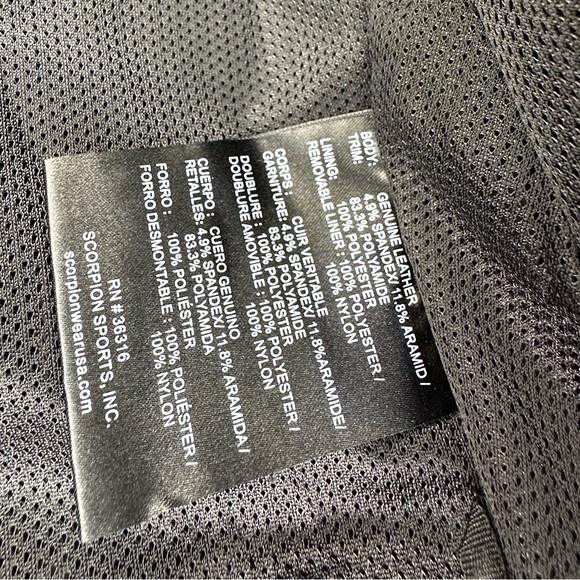 BODY: GENUINE LEATHER
TRIM: 4.9% SPANDEX/ 11.8% ARAMID /
83.3% POLYAMIDE
LINING: 100% POLYESTER
REMOVABLE LINER : 100% POLYESTER /
100% NYLON
CORPS : CUIR VERITABLE
GARNITURE: 4.9% SPANDEX/ 11,8%ARAMIDE/
83.3% POLYAMIDE
DOUBLURE : 100% POLYESTER
DOUBLURE AMOVIBLE : 100% POLYESTER /
100% NYLON
CUERPO : CUERO GENUINO
RETALES: 4.9% SPANDEX/ 11,8% ARAMIDA/
83.3% POLYAMIDA
FORRO : 100% POLIÉSTER
FORRO DESMONTABLE : 100% POLIÉSTER /
100% NYLON
RN # 36316
SCORPION SPORTS, INC.
scorpionwearusa.com